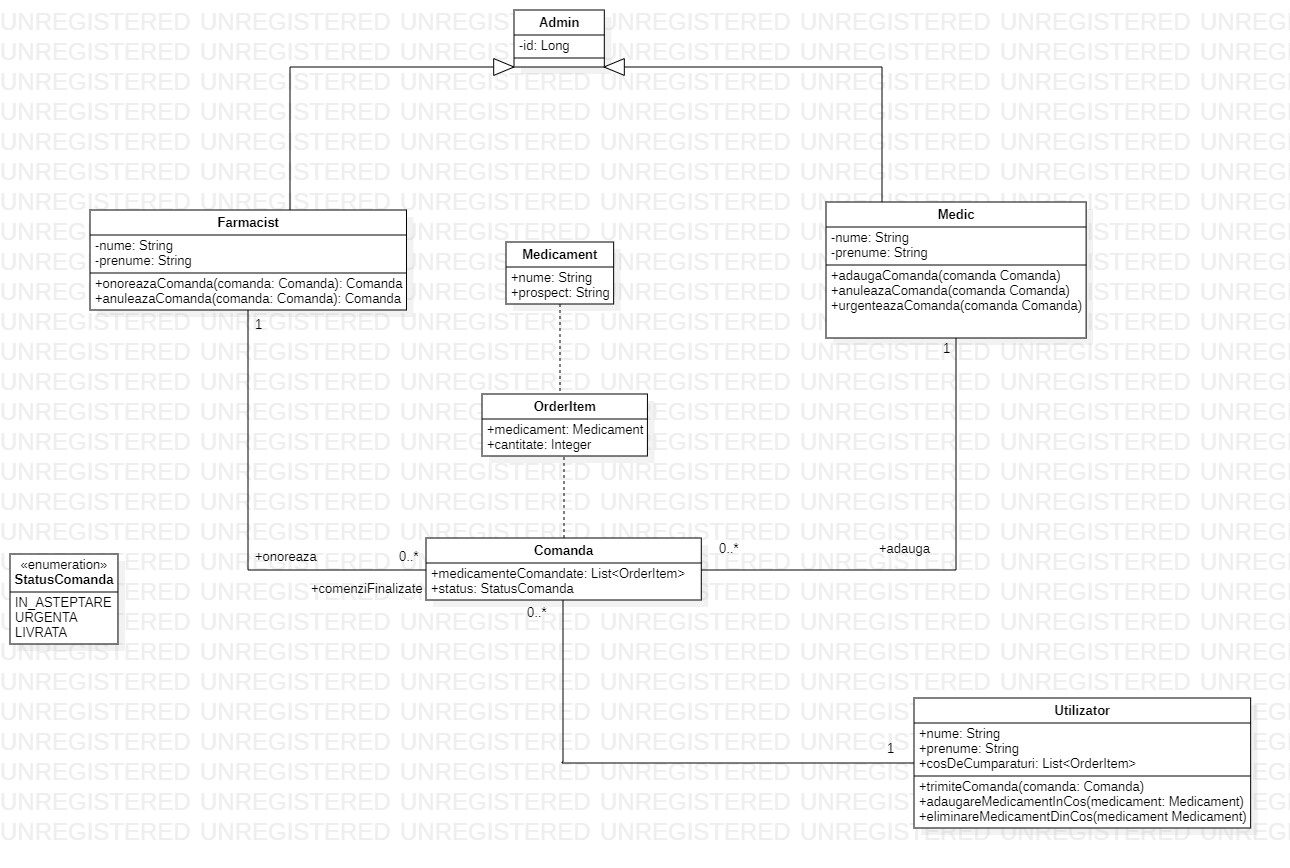 Admin
-id: Long
Farmacist
-nume: String
-prenume: String
+onoreazaComanda(comanda: Comanda): Comanda
+anuleazaComanda(comanda: Comanda): Comanda
1
Medicament
+nume: String
+prospect: String
Medic
-nume: String
-prenume: String
+adaugaComanda(comanda Comanda)
+anuleazaComanda(comanda Comanda)
+urgenteazaComanda(comanda Comanda)
1
OrderItem
+medicament: Medicament
+cantitate: Integer
+onoreaza
0..*
+comenziFinalizate
Comanda
+medicamenteComandate: List<OrderItem>
+status: StatusComanda
0..*
+adauga
0..*
«enumeration»
StatusComanda
IN_ASTEPTARE
URGENTA
LIVRATA
1
Utilizator
+nume: String
+prenume: String
+cosDeCumparaturi: List<OrderItem>
+trimiteComanda(comanda: Comanda)
+adaugareMedicamentInCos(medicament: Medicament)
+eliminareMedicamentDinCos(medicament Medicament)
UNREGISTERED